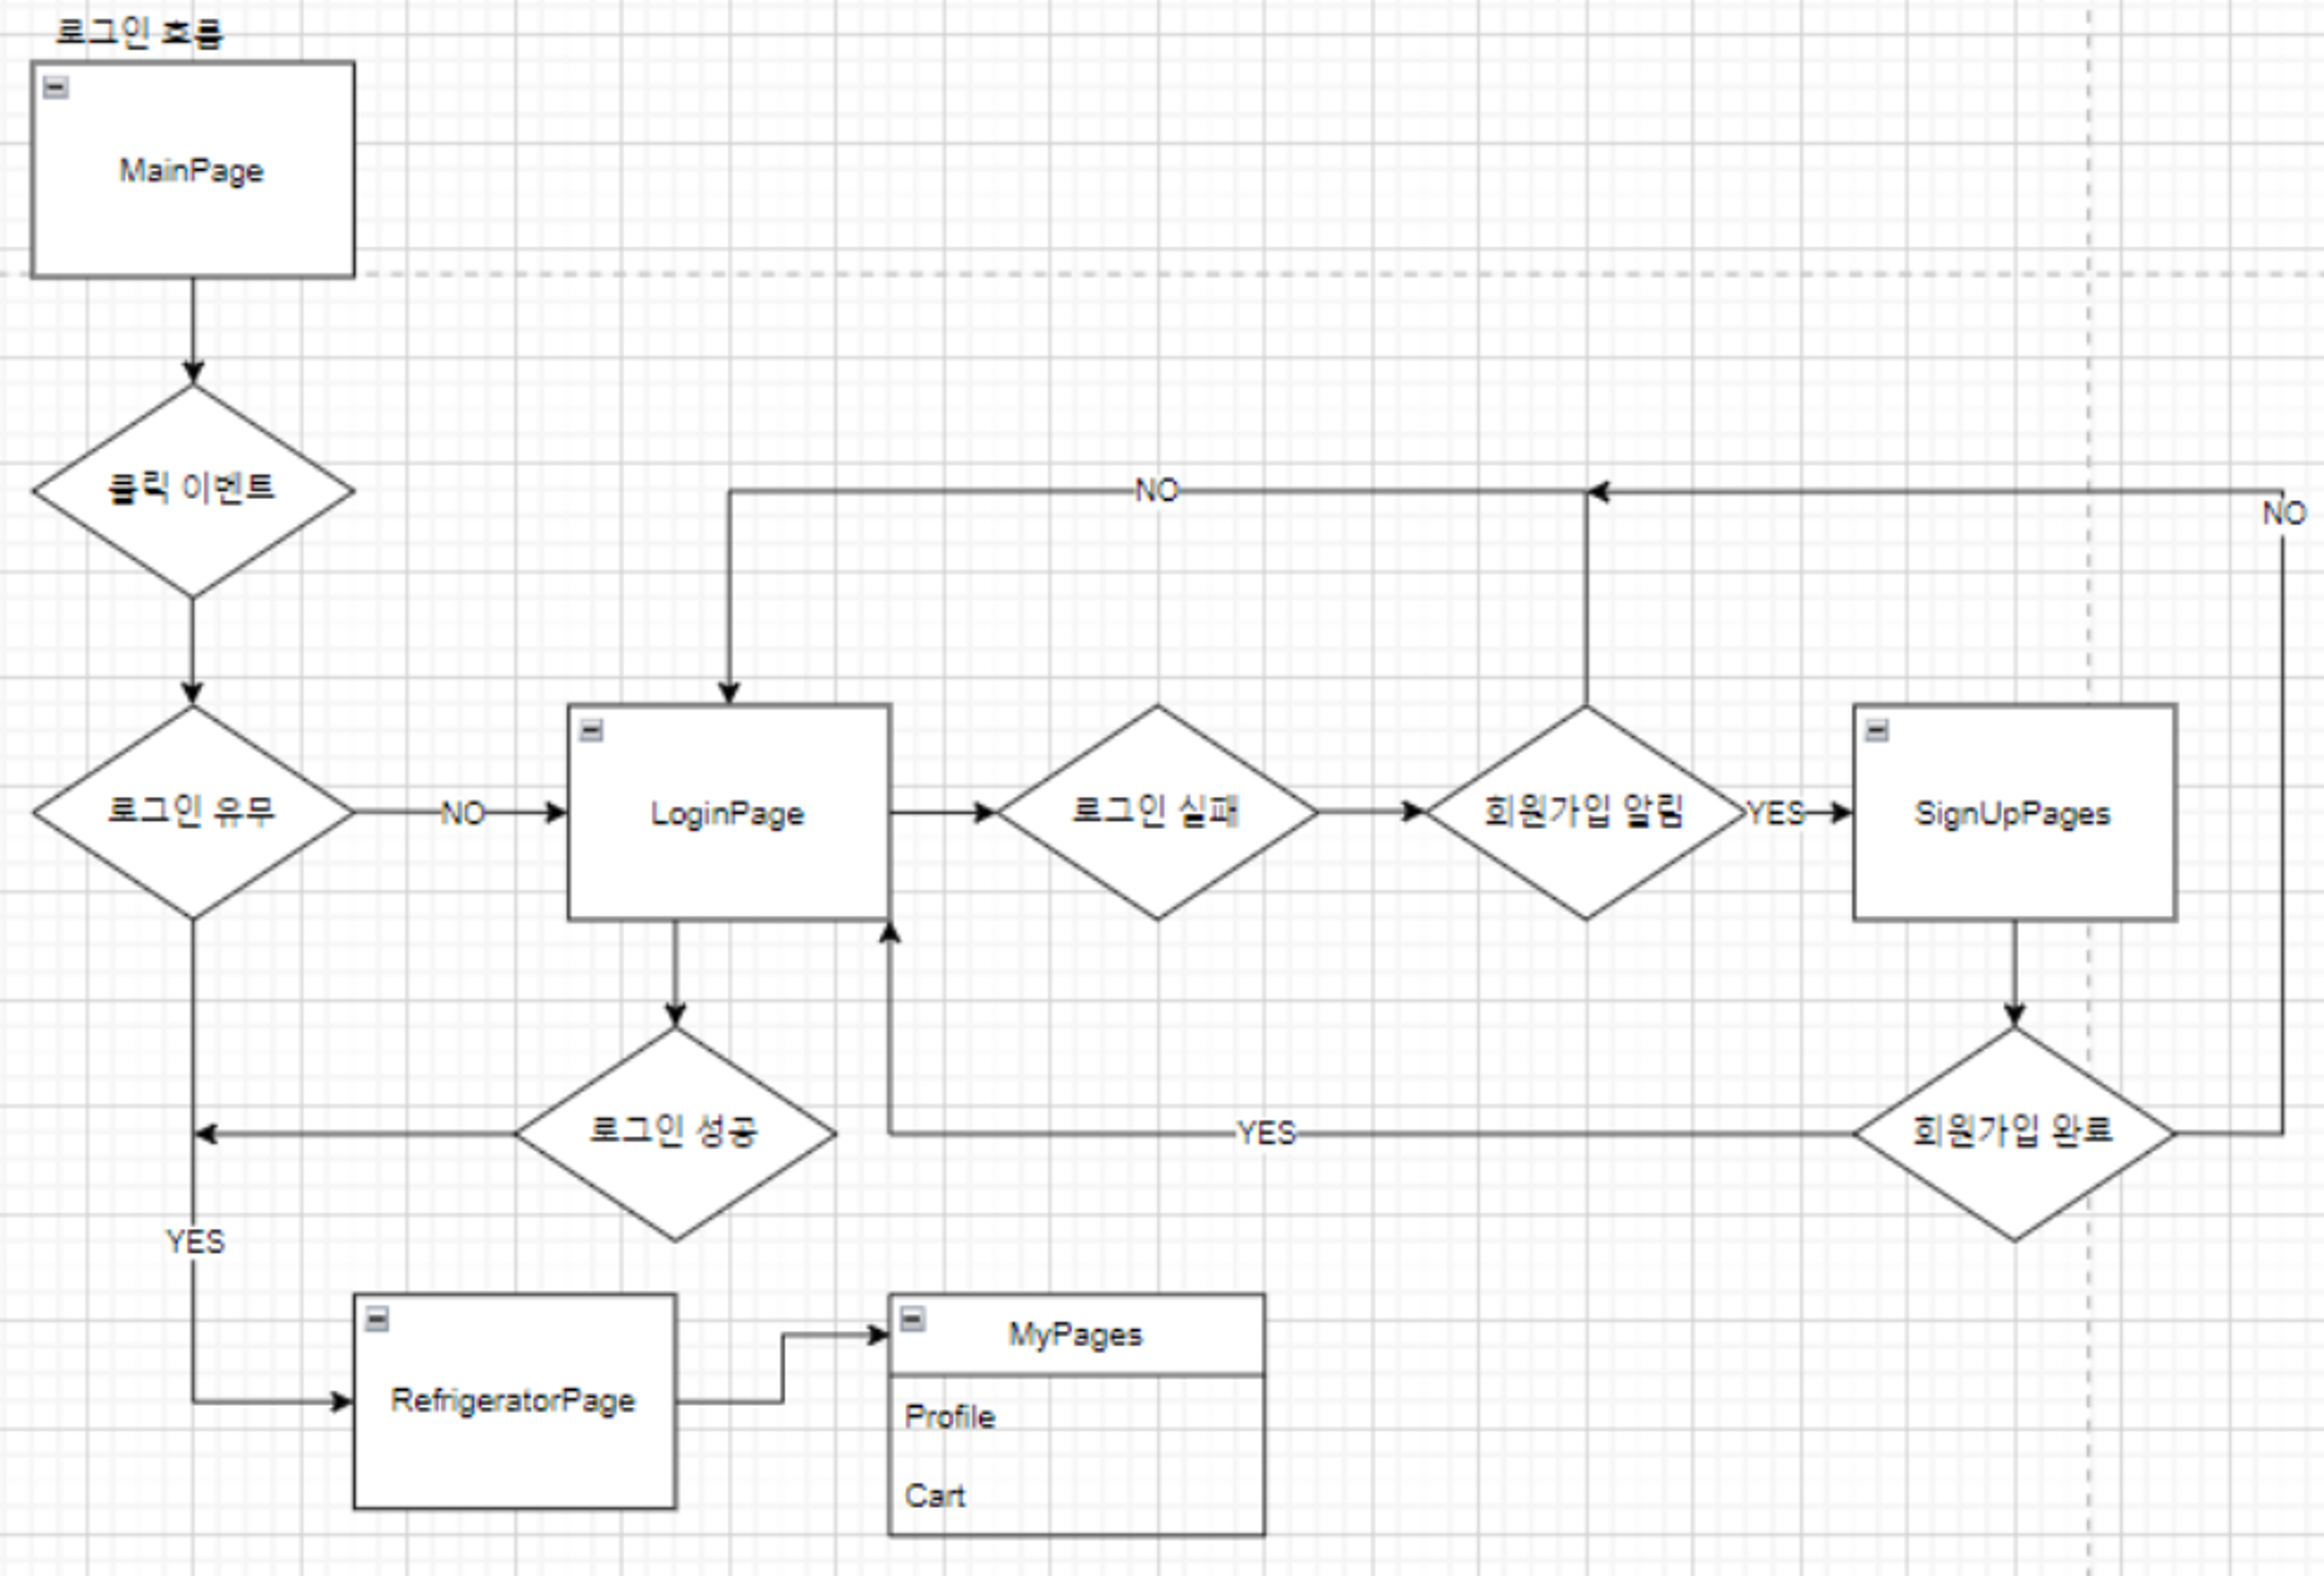 로그인 흐름
MainPage
클릭 이벤트
NO
NO
로그인 유무
NO
LoginPage
로그인 실패
회원가입 알림
YES
SignUpPages
로그인 성공
YES
회원가입 완료
YES
RefrigeratorPage
MyPages
Profile
Cart